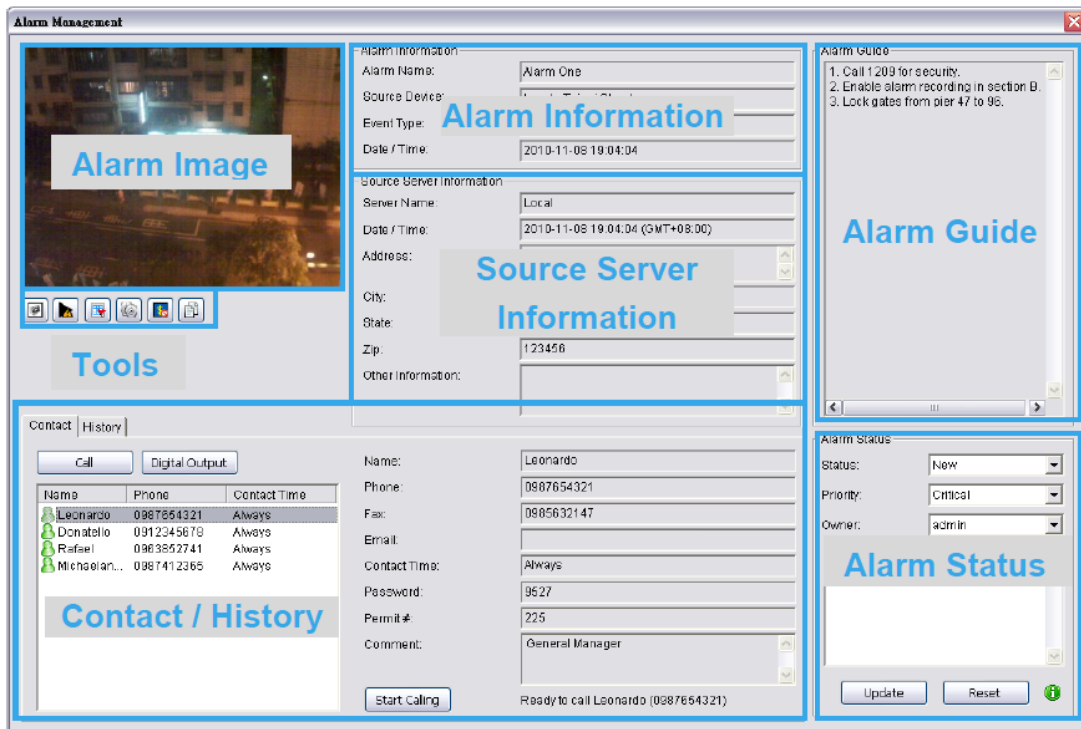 Alarm Management
Alarm Image
Tools
Alarm Information
Alarm Name: Alarm One
Source Device:
Event Type:
Alarm Information
Date / Time: 2010-11-08 19:04:04
Source Server Information
Server Name: Local
Date / Time: 2010-11-08 19:04:04 (GMT+08:00)
Address:
Source Server
Information
City:
State:
Zip: 123456
Other Information:
Alarm Guide
1. Call 1209 for security.
2. Enable alarm recording in section B.
3. Lock gates from pier 47 to 98.
Alarm Guide
Contact History
Call Digital Output
Name Phone Contact Time
Leonardo 0987654321 Always
Donatello 0912345678 Always
Rafael 0963852741 Always
Michaelan... 0987412365 Always
Contact / History
Name: Leonardo
Phone: 0987654321
Fax: 0985632147
Email:
Contact Time: Always
Password: 9527
Permit#: 225
Comment: General Manager
Start Calling Ready to call Leonardo (0987654321)
Alarm Status
Status: New
Priority: Critical
Owner: admin
Alarm Status
Update Reset